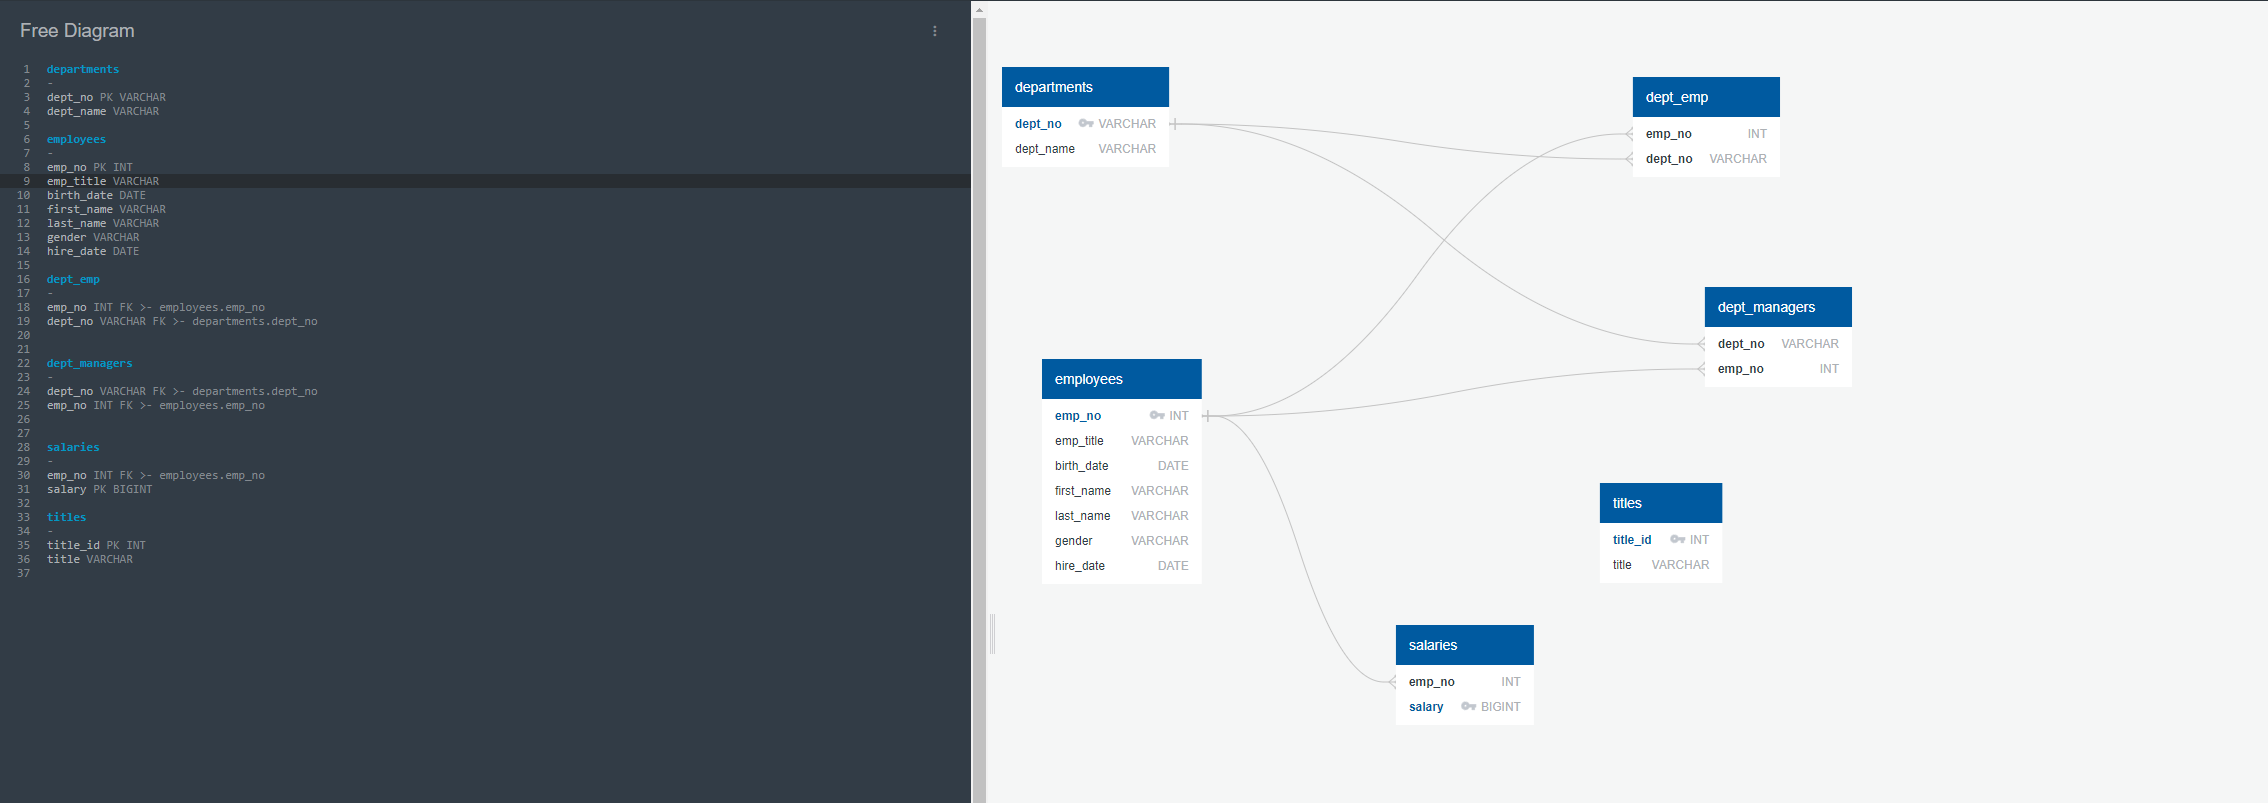 Free Diagram
1 departments
2 -
3 dept_no PK VARCHAR
4 dept_name VARCHAR
5
6 employees
7 -
8 emp_no PK INT
9 emp_title VARCHAR
10 birth_date DATE
11 first_name VARCHAR
12 last_name VARCHAR
13 gender VARCHAR
14 hire_date DATE
15
16 dept_emp
17 -
18 emp_no INT FK >- employees.emp_no
19 dept_no VARCHAR FK >- departments.dept_no
20
21
22 dept_managers
23 -
24 dept_no VARCHAR FK >- departments.dept_no
25 emp_no INT FK >- employees.emp_no
26
27
28 salaries
29 -
30 emp_no INT FK >- employees.emp_no
31 salary PK BIGINT
32
33 titles
34 -
35 title_id PK INT
36 title VARCHAR
37
departments
dept_no VARCHAR
dept_name VARCHAR
dept_emp
emp_no INT
dept_no VARCHAR
dept_managers
dept_no VARCHAR
emp_no INT
employees
emp_no INT
emp_title VARCHAR
birth_date DATE
first_name VARCHAR
last_name VARCHAR
gender VARCHAR
hire_date DATE
titles
title_id INT
title VARCHAR
salaries
emp_no INT
salary BIGINT